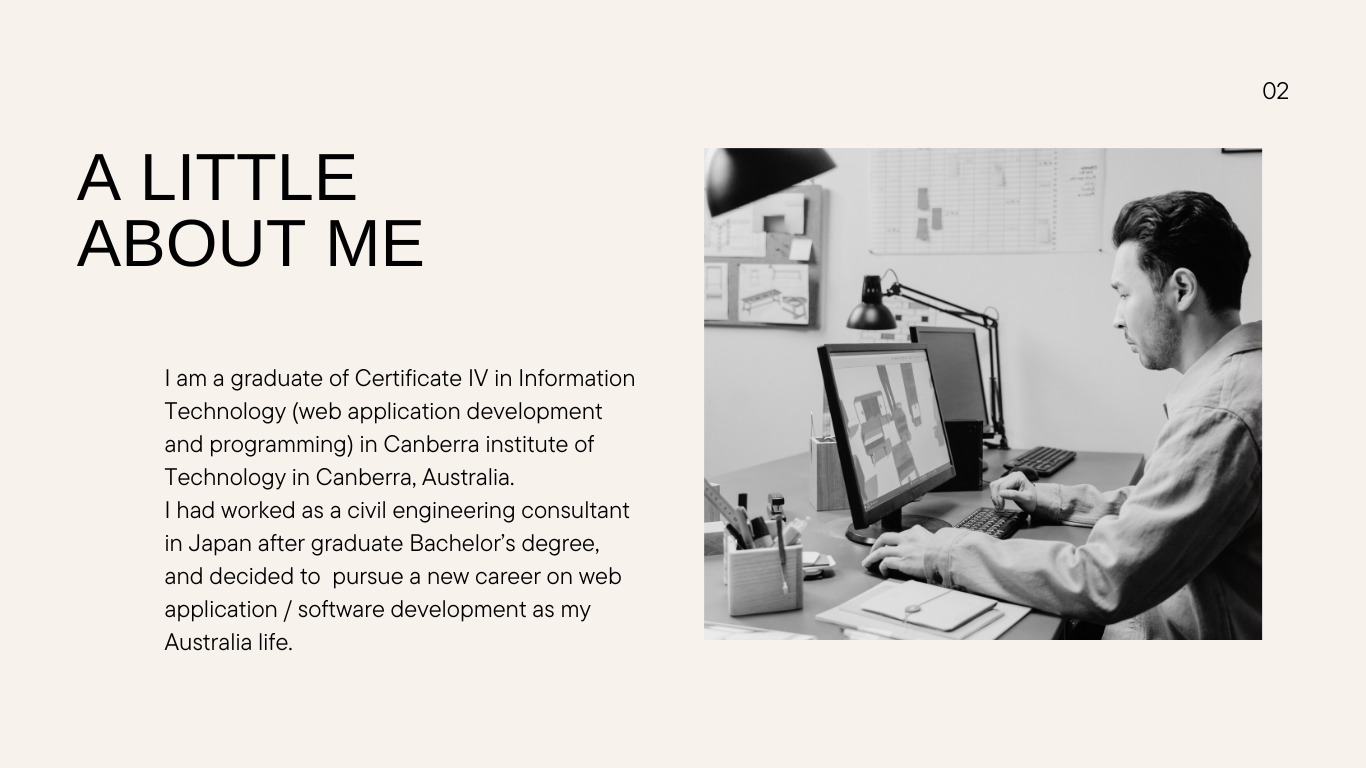 02
A LITTLE
ABOUT ME
I am a graduate of Certificate IV in Information
Technology (web application development
and programming) in Canberra institute of
Technology in Canberra, Australia.
I had worked as a civil engineering consultant
in Japan after graduate Bachelor’s degree,
and decided to  pursue a new career on web
application / software development as my
Australia life.